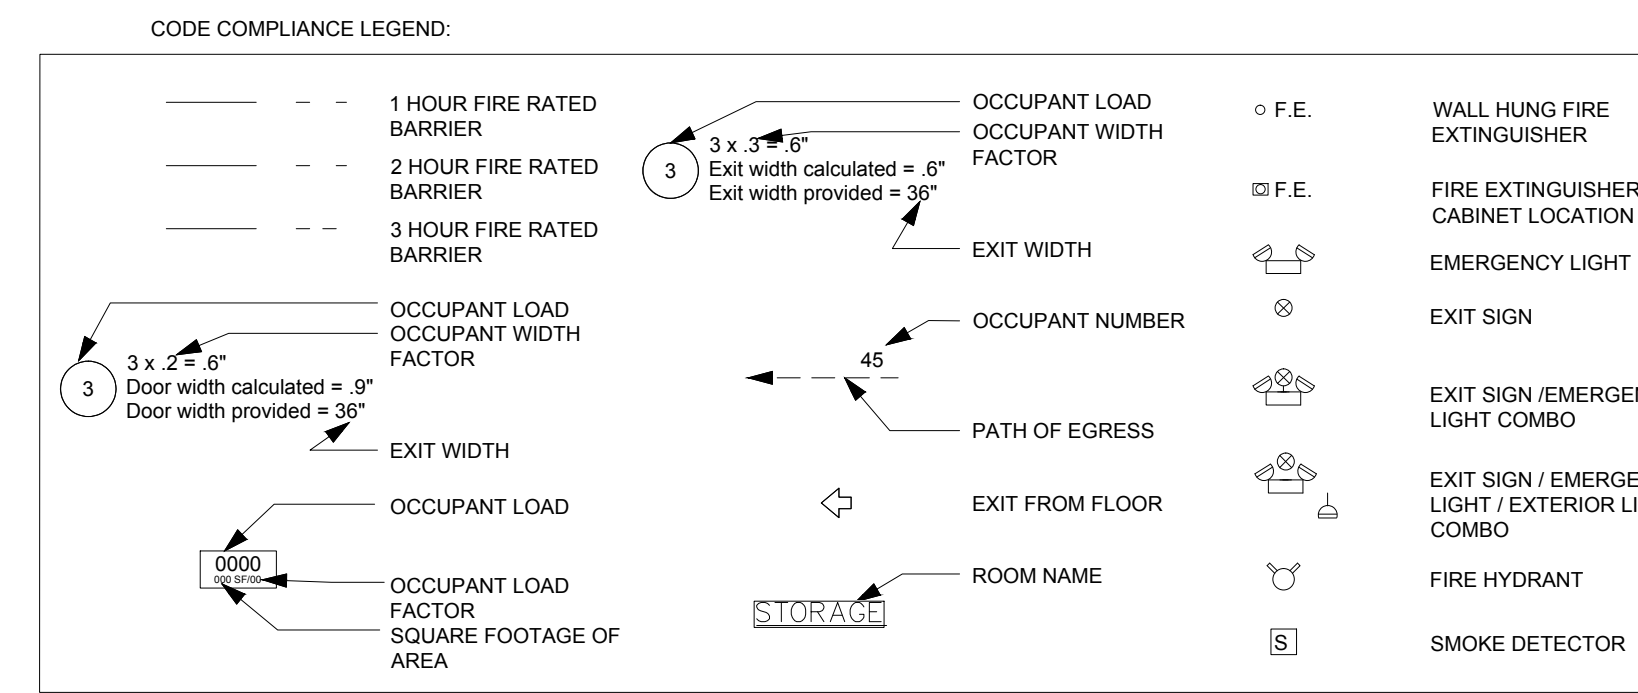 CODE COMPLIANCE LEGEND:
1 HOUR FIRE RATED
BARRIER
2 HOUR FIRE RATED
BARRIER
3 HOUR FIRE RATED
BARRIER
OCCUPANT LOAD
OCCUPANT WIDTH
FACTOR
3
3 x .2 = .6"
Door width calculated = .9"
Door width provided = 36"
EXIT WIDTH
OCCUPANT LOAD
0000
000 SF/00
OCCUPANT LOAD
FACTOR
SQUARE FOOTAGE OF
AREA
OCCUPANT LOAD
OCCUPANT WIDTH
FACTOR
3
3 x .3 = .6"
Exit width calculated = .6"
Exit width provided = 36"
EXIT WIDTH
OCCUPANT NUMBER
45
PATH OF EGRESS
EXIT FROM FLOOR
ROOM NAME
STORAGE
F.E.
WALL HUNG FIRE
EXTINGUISHER
F.E.
FIRE EXTINGUISHER
CABINET LOCATION
EMERGENCY LIGHT
EXIT SIGN
EXIT SIGN /EMERGE
LIGHT COMBO
EXIT SIGN / EMERGE
LIGHT / EXTERIOR LI
COMBO
FIRE HYDRANT
S
SMOKE DETECTOR